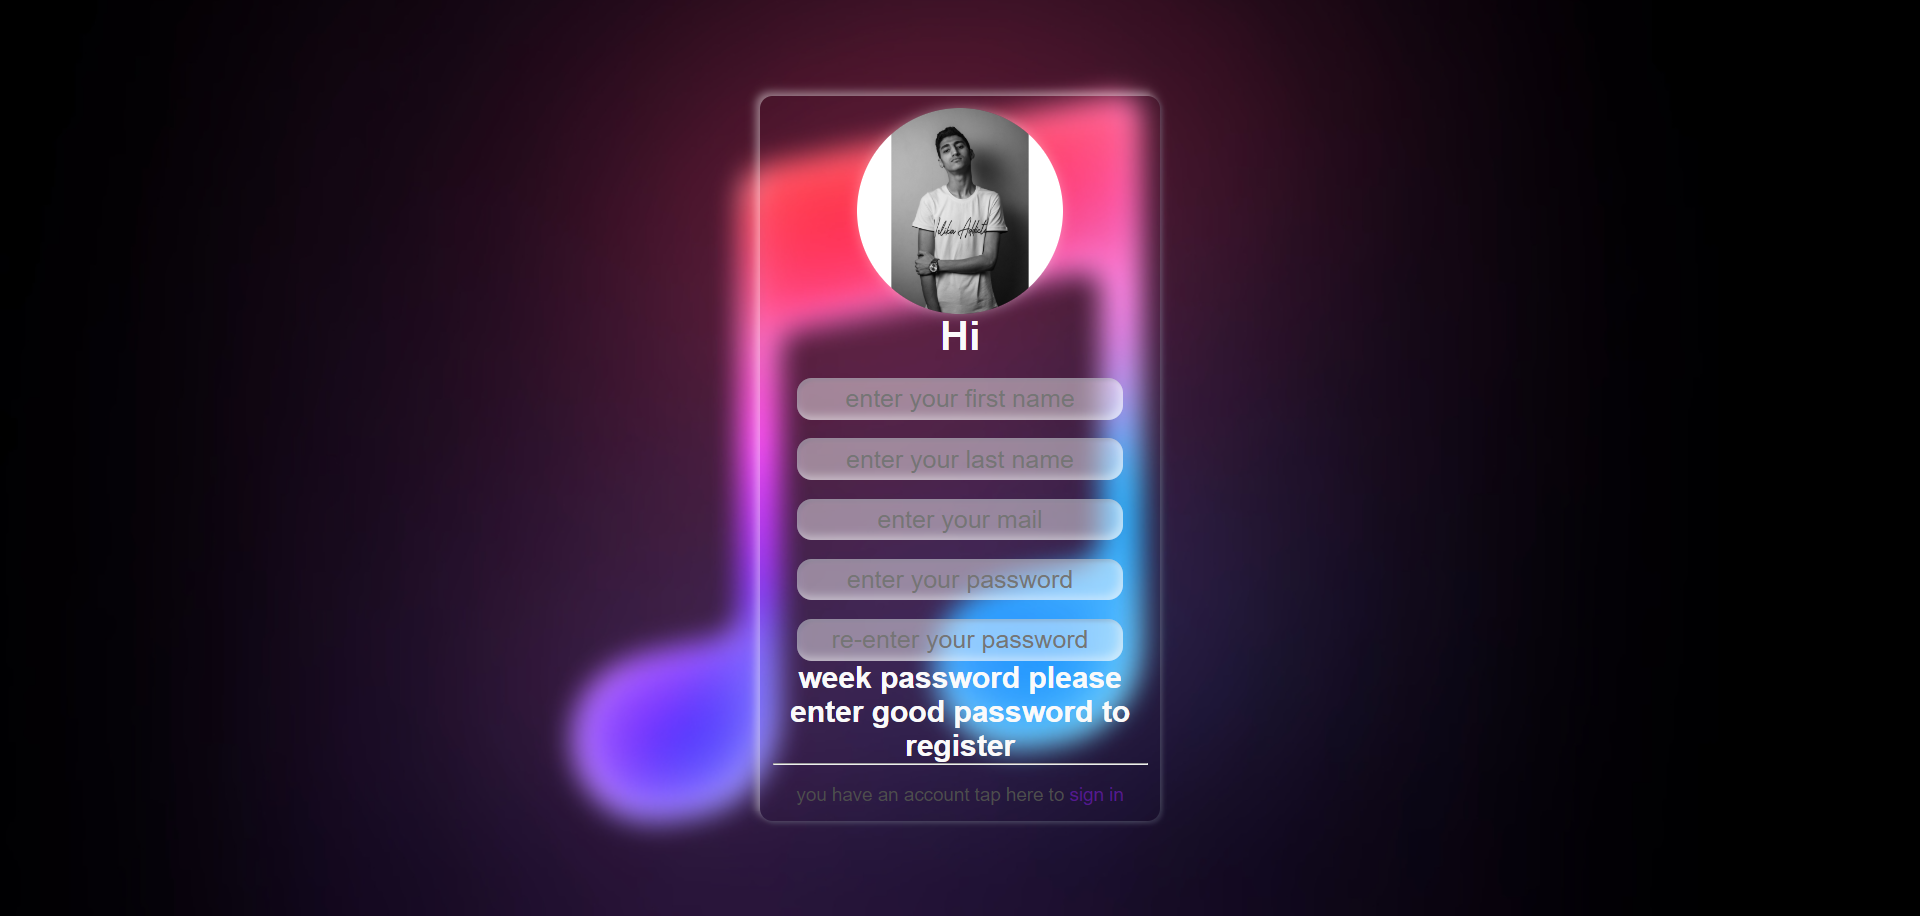 Hi
enter your first name
enter your last name
enter your mail
enter your password
re-enter your password
week password please
enter good password to
register
you have an account tap here to sign in